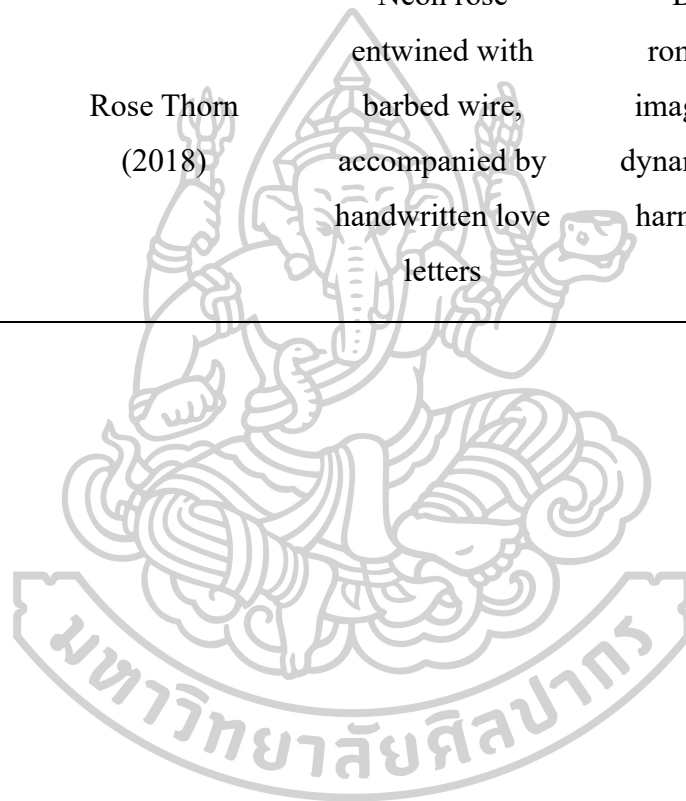 Neon rose
entwined with
Rose Thorn
barbed wire,
(2018)
accompanied by
handwritten love
letters
มหาวิทยาลัยศิลปากร